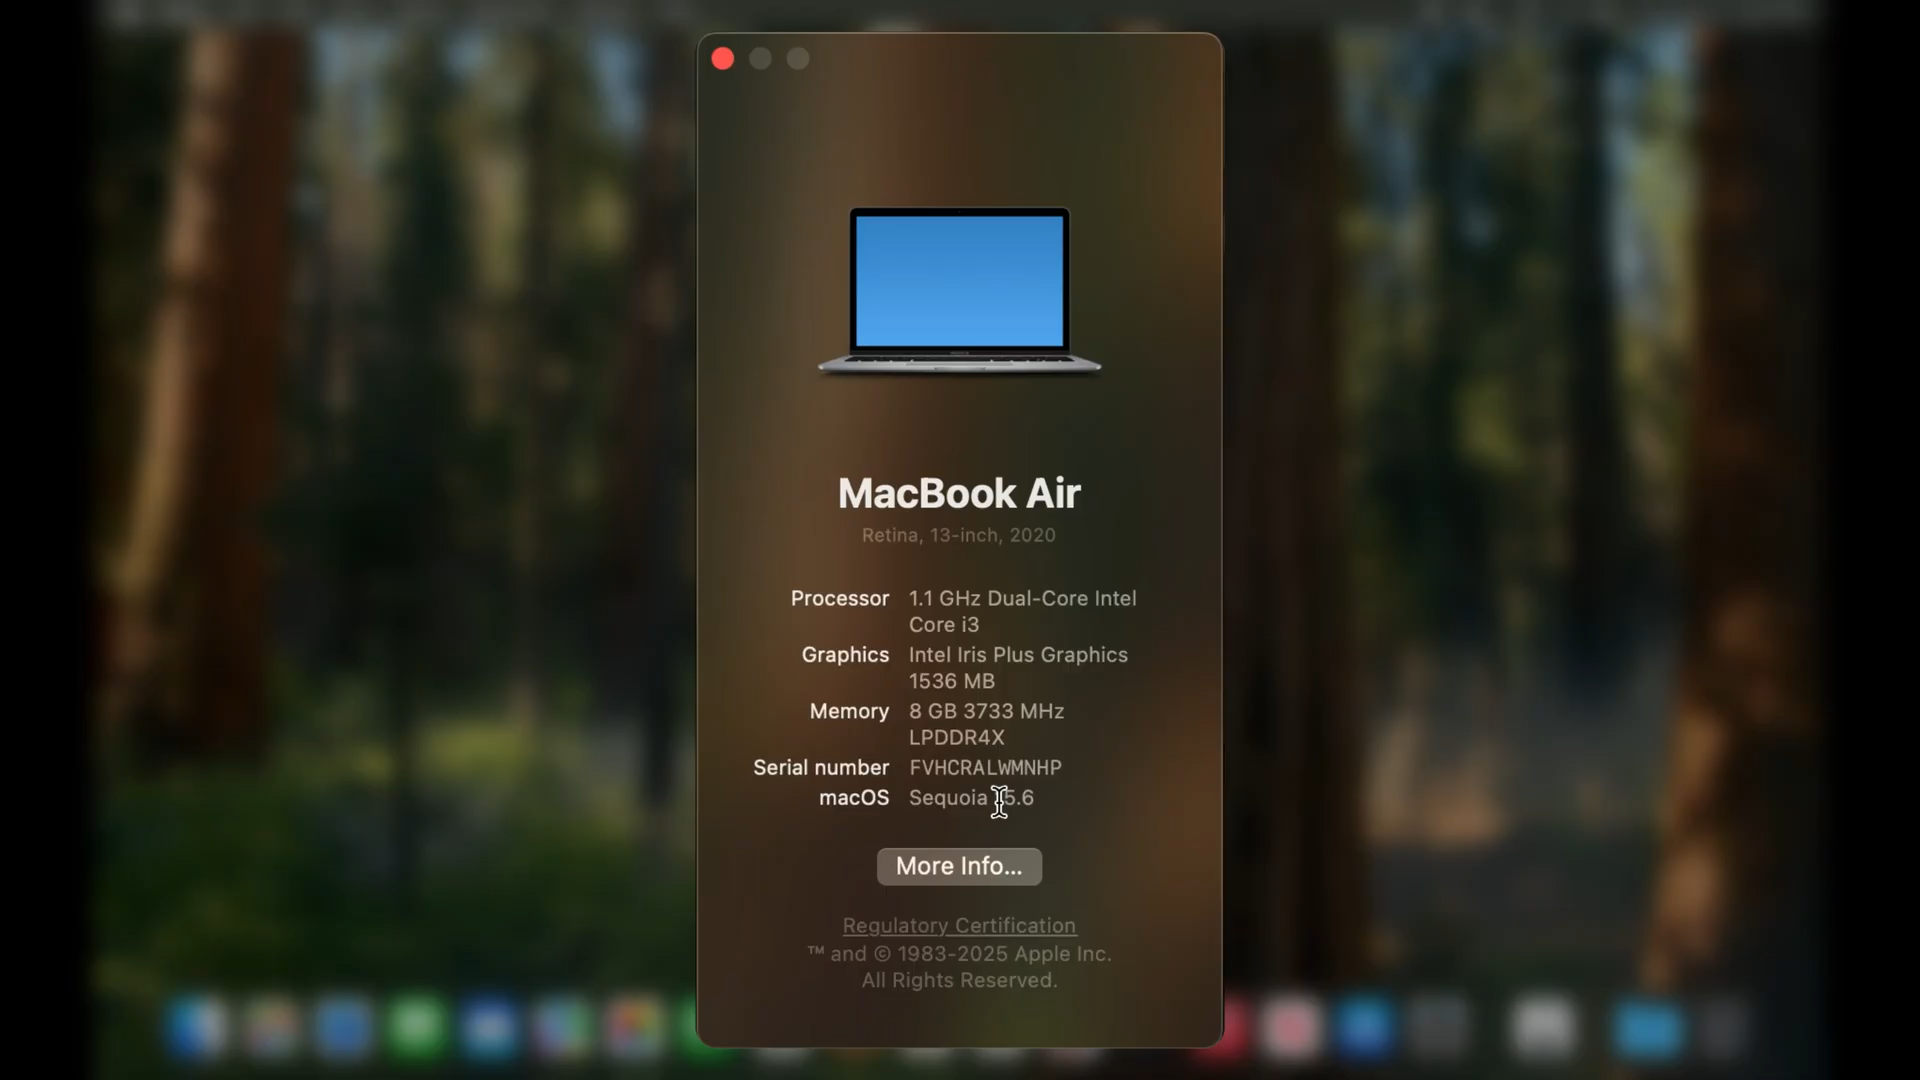 MacBook Air
Retina, 13-inch, 2020
Processor 1.1 GHz Dual-Core Intel
Core i3
Graphics Intel Iris Plus Graphics
1536 MB
Memory 8 GB 3733 MHz
LPDDR4X
Serial number FVHCRALWMNHP
macOS Sequoia 15.6
More Info...
Regulatory Certification
™ and © 1983-2025 Apple Inc.
All Rights Reserved.